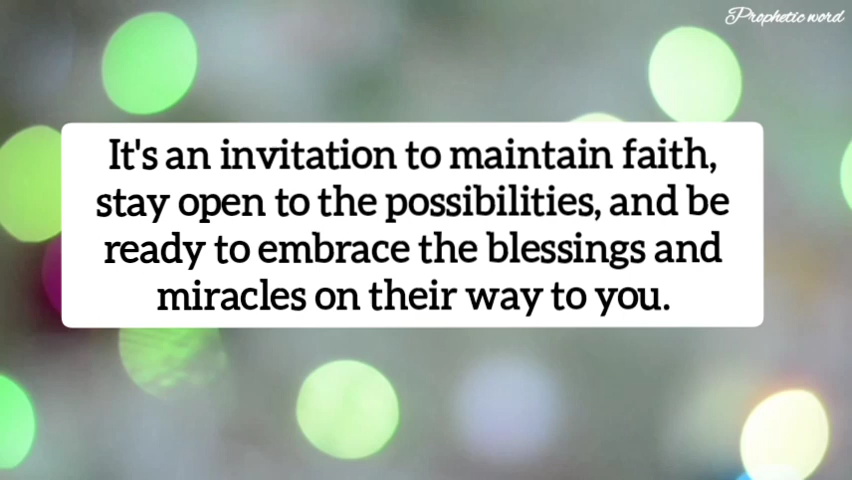 Prophetic word
It's an invitation to maintain faith,
stay open to the possibilities, and be
ready to embrace the blessings and
miracles on their way to you.